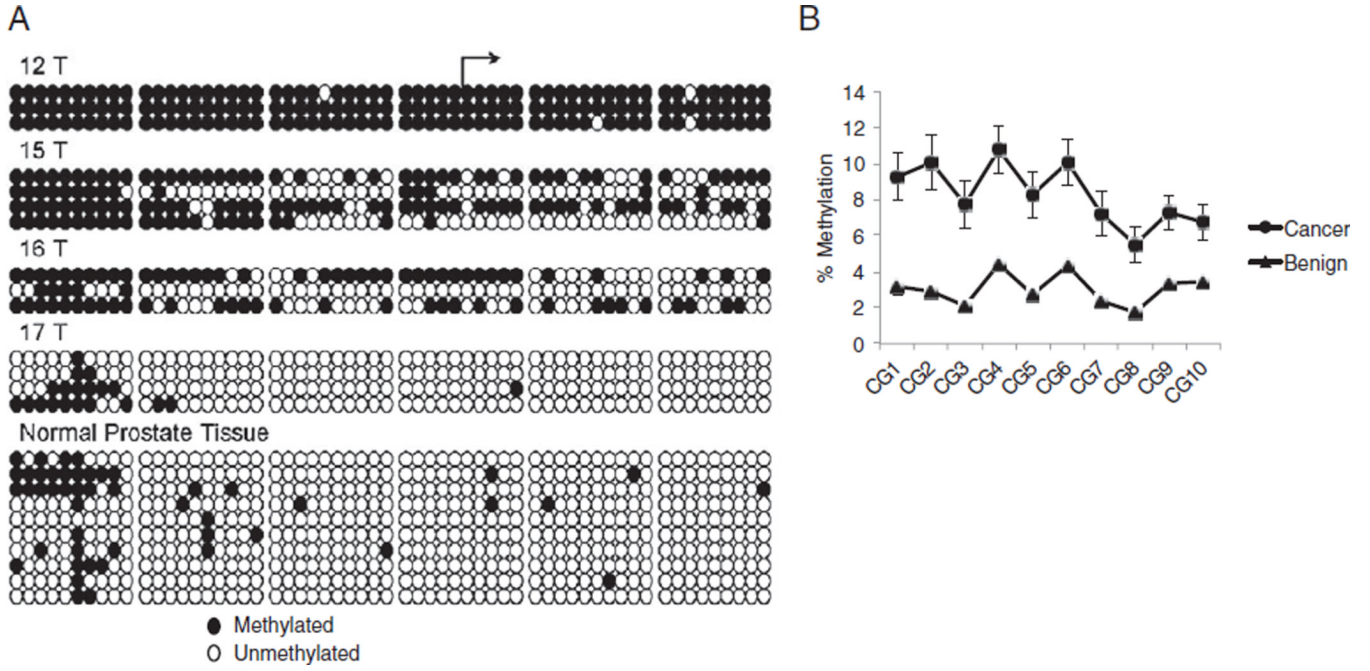 A
12 T
15 T
16 T
17 T
Normal Prostate Tissue
Methylated
Unmethylated
B
14
12
10
8
6
4
2
0
% Methylation
CG1
CG2
CG3
CG4
CG5
CG6
CG7
CG8
CG9
CG10
Cancer
Benign